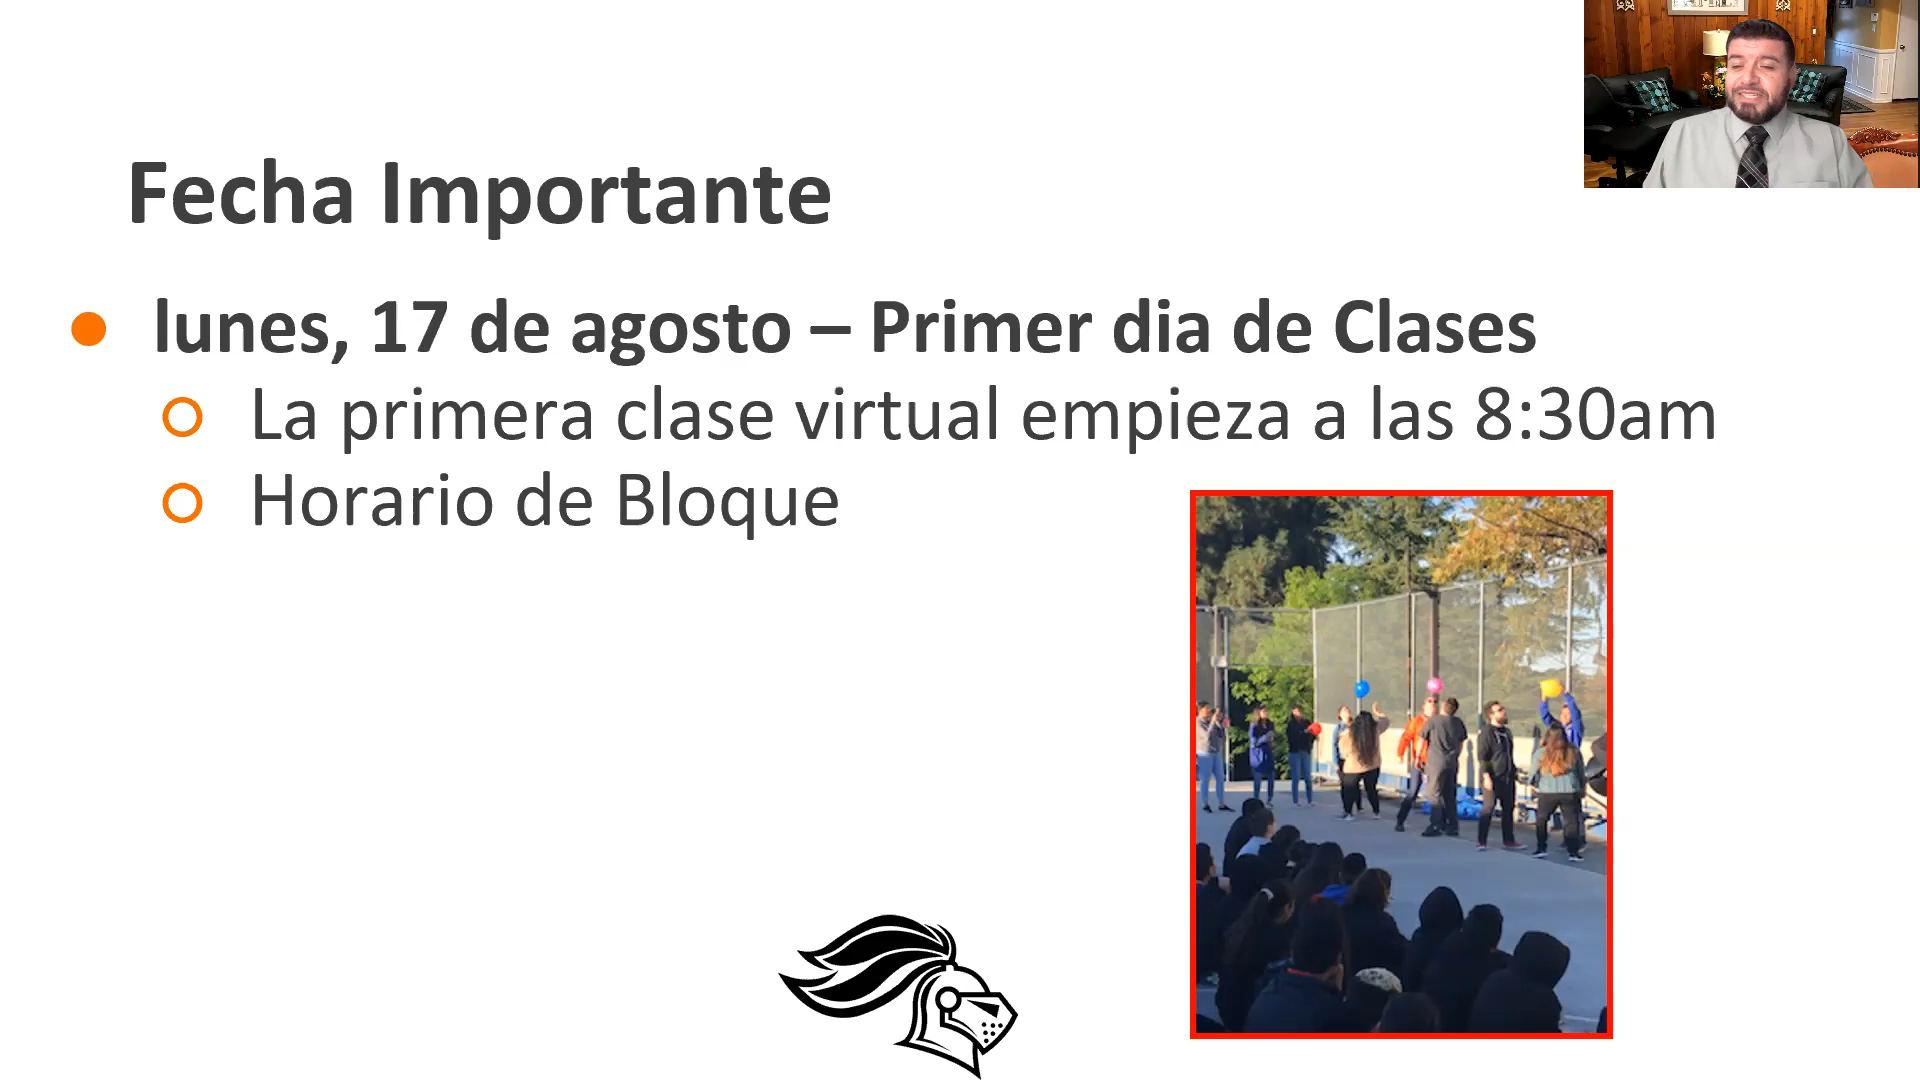 Fecha Importante
lunes, 17 de agosto – Primer dia de Clases
La primera clase virtual empieza a las 8:30am
Horario de Bloque